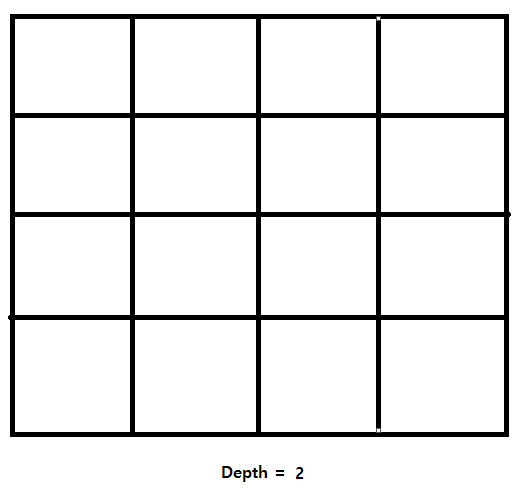 Depth = 2